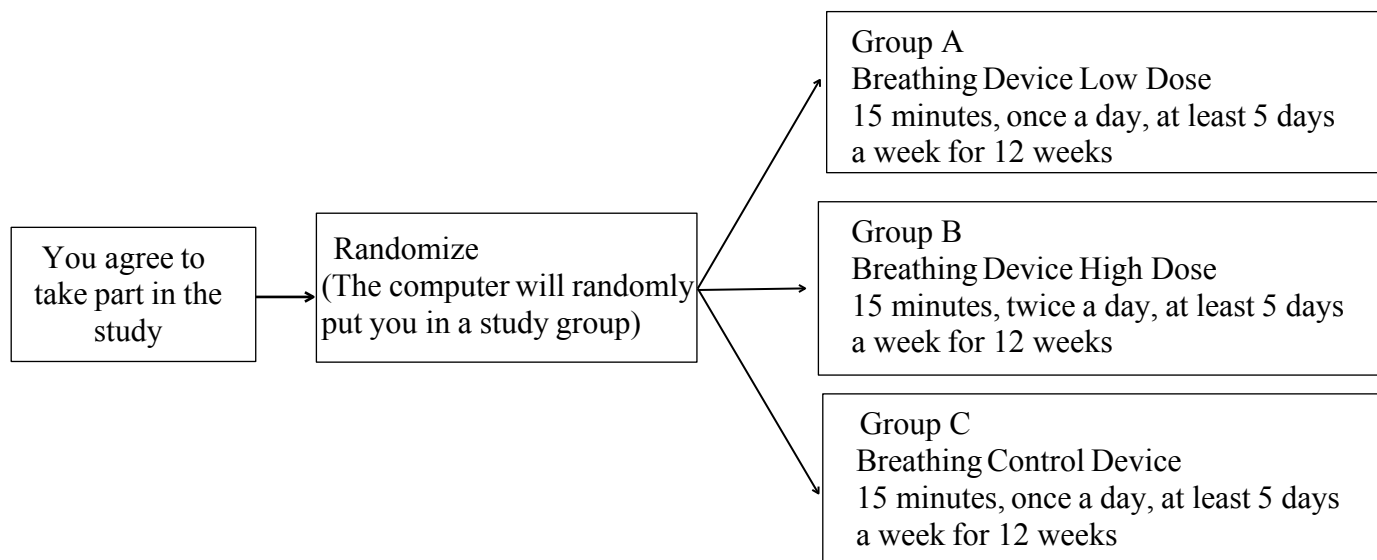 You agree to
take part in the
study
Randomize
(The computer will randomly
put you in a study group)
Group A
Breathing Device Low Dose
15 minutes, once a day, at least 5 days
a week for 12 weeks
Group B
Breathing Device High Dose
15 minutes, twice a day, at least 5 days
a week for 12 weeks
Group C
Breathing Control Device
15 minutes, once a day, at least 5 days
a week for 12 weeks